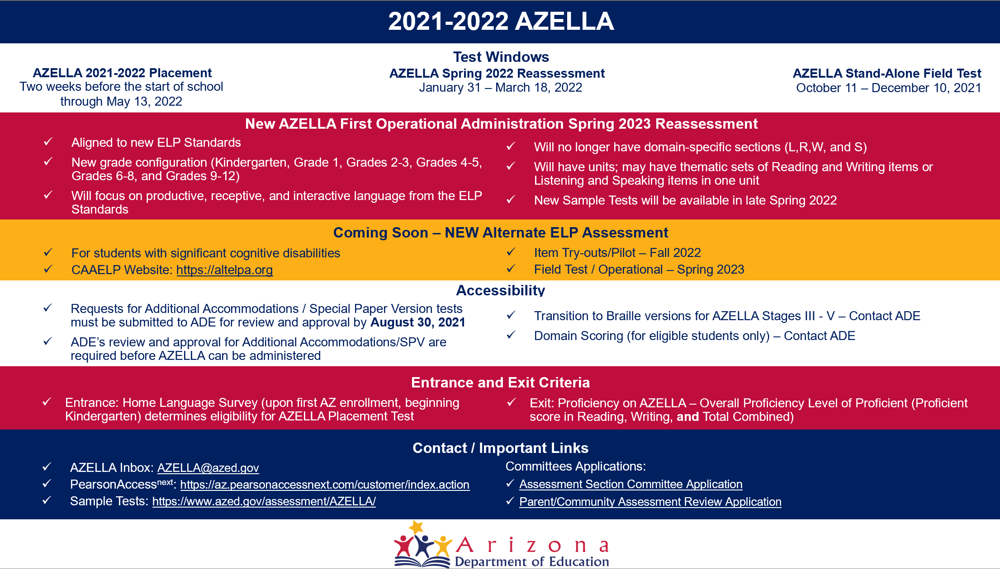 2021-2022 AZELLA
Test Windows
AZELLA 2021-2022 Placement
Two weeks before the start of school
through May 13, 2022
AZELLA Spring 2022 Reassessment
January 31 – March 18, 2022
AZELLA Stand-Alone Field Test
October 11 – December 10, 2021
New AZELLA First Operational Administration Spring 2023 Reassessment
✓ Aligned to new ELP Standards
✓ New grade configuration (Kindergarten, Grade 1, Grades 2-3, Grades 4-5,
Grades 6-8, and Grades 9-12)
✓ Will focus on productive, receptive, and interactive language from the ELP
Standards
✓ Will no longer have domain-specific sections (L,R,W, and S)
✓ Will have units; may have thematic sets of Reading and Writing items or
Listening and Speaking items in one unit
✓ New Sample Tests will be available in late Spring 2022
Coming Soon – NEW Alternate ELP Assessment
✓ For students with significant cognitive disabilities
✓ CAAELP Website: https://altelpa.org
✓ Item Try-outs/Pilot – Fall 2022
✓ Field Test / Operational – Spring 2023
Accessibility
✓ Requests for Additional Accommodations / Special Paper Version tests
must be submitted to ADE for review and approval by August 30, 2021
✓ ADE’s review and approval for Additional Accommodations/SPV are
required before AZELLA can be administered
✓ Transition to Braille versions for AZELLA Stages III - V – Contact ADE
✓ Domain Scoring (for eligible students only) – Contact ADE
Entrance and Exit Criteria
✓ Entrance: Home Language Survey (upon first AZ enrollment, beginning
Kindergarten) determines eligibility for AZELLA Placement Test
✓ Exit: Proficiency on AZELLA – Overall Proficiency Level of Proficient (Proficient
score in Reading, Writing, and Total Combined)
Contact / Important Links
✓ AZELLA Inbox: AZELLA@azed.gov
✓ PearsonAccessnext: https://az.pearsonaccessnext.com/customer/index.action
✓ Sample Tests: https://www.azed.gov/assessment/AZELLA/
Committees Applications:
✓ Assessment Section Committee Application
✓ Parent/Community Assessment Review Application
Arizona
Department of Education